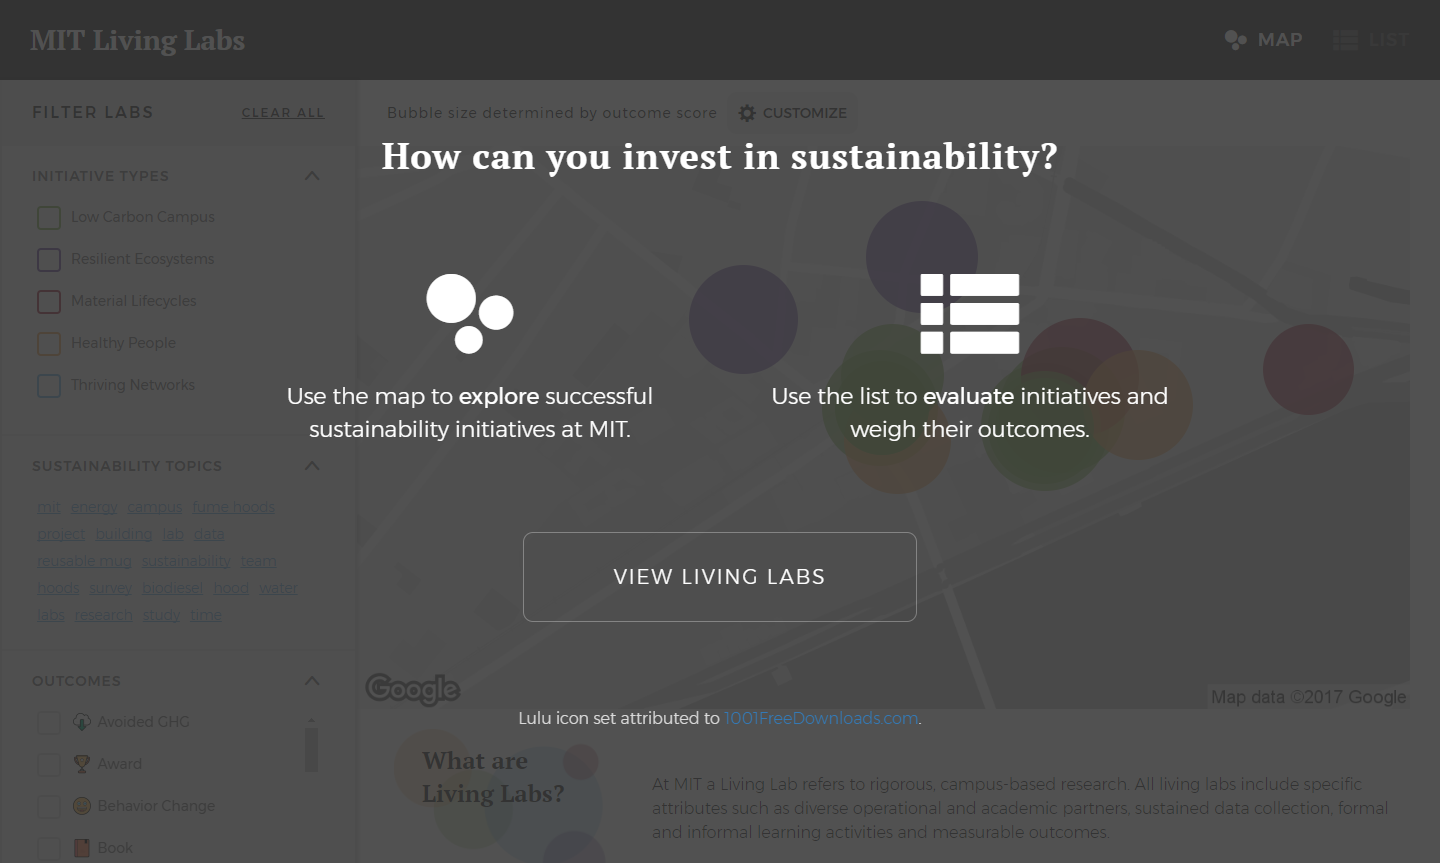 MIT Living Labs
MAP
LIST
FILTER LABS
CLEAR ALL
Bubble size determined by outcome score
CUSTOMIZE
How can you invest in sustainability?
INITIATIVE TYPES
Low Carbon Campus
Resilient Ecosystems
Material Lifecycles
Healthy People
Thriving Networks
Use the map to explore successful
sustainability initiatives at MIT.
Use the list to evaluate initiatives and
weigh their outcomes.
SUSTAINABILITY TOPICS
mit energy campus fume hoods
project building lab data
reusable mug sustainability team
hoods survey biodiesel hood water
labs research study time
VIEW LIVING LABS
OUTCOMES
Avoided GHG
Award
Behavior Change
Book
Google
Map data ©2017 Google
Lulu icon set attributed to 1001FreeDownloads.com.
What are
Living Labs?
At MIT a Living Lab refers to rigorous, campus-based research. All living labs include specific
attributes such as diverse operational and academic partners, sustained data collection, formal
and informal learning activities and measurable outcomes.